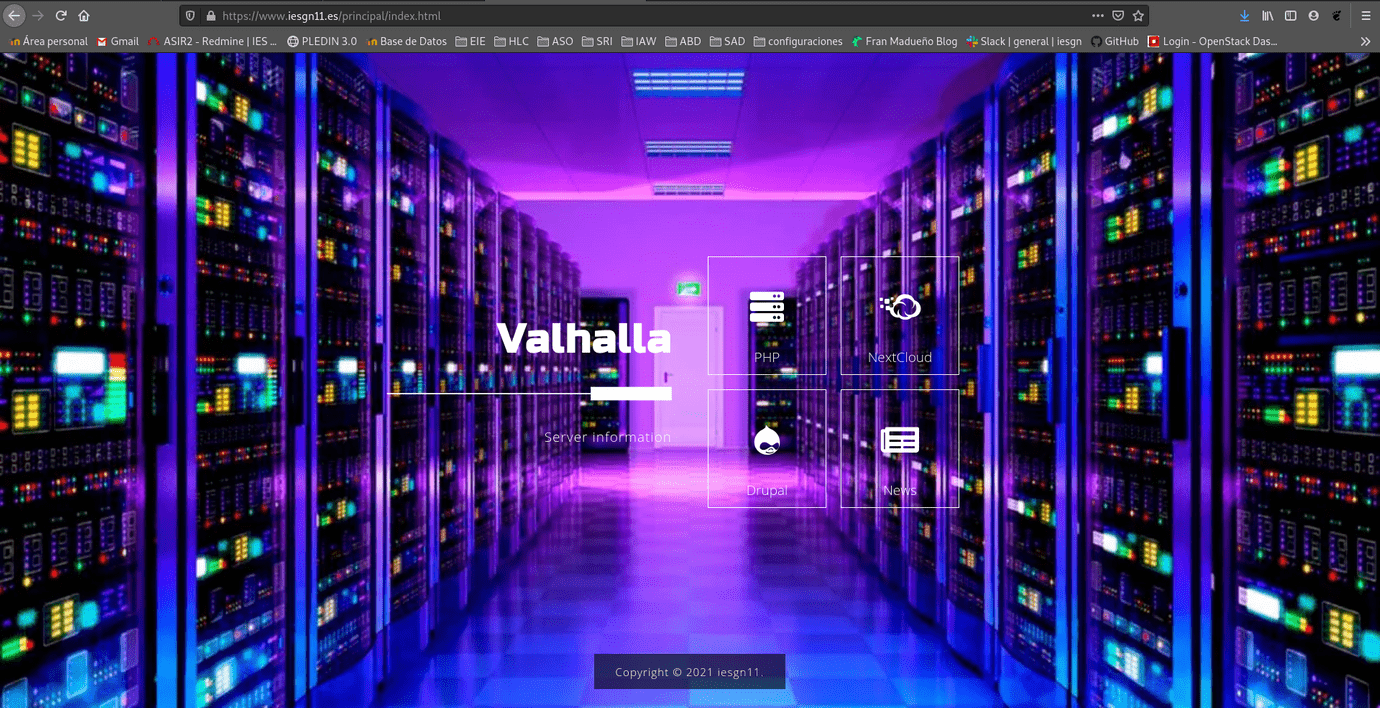 https://www.iesgn11.es/principal/index.html
Área personal Gmail ASIR2 - Redmine | IES ... PLEDIN 3.0 Base de Datos EIE HLC ASO SRI IAW ABD SAD configuraciones Fran Madueño Blog Slack | general | iesgn GitHub Login - OpenStack Das...
Valhalla
Server information
PHP
NextCloud
Drupal
News
Copyright © 2021 iesgn11.